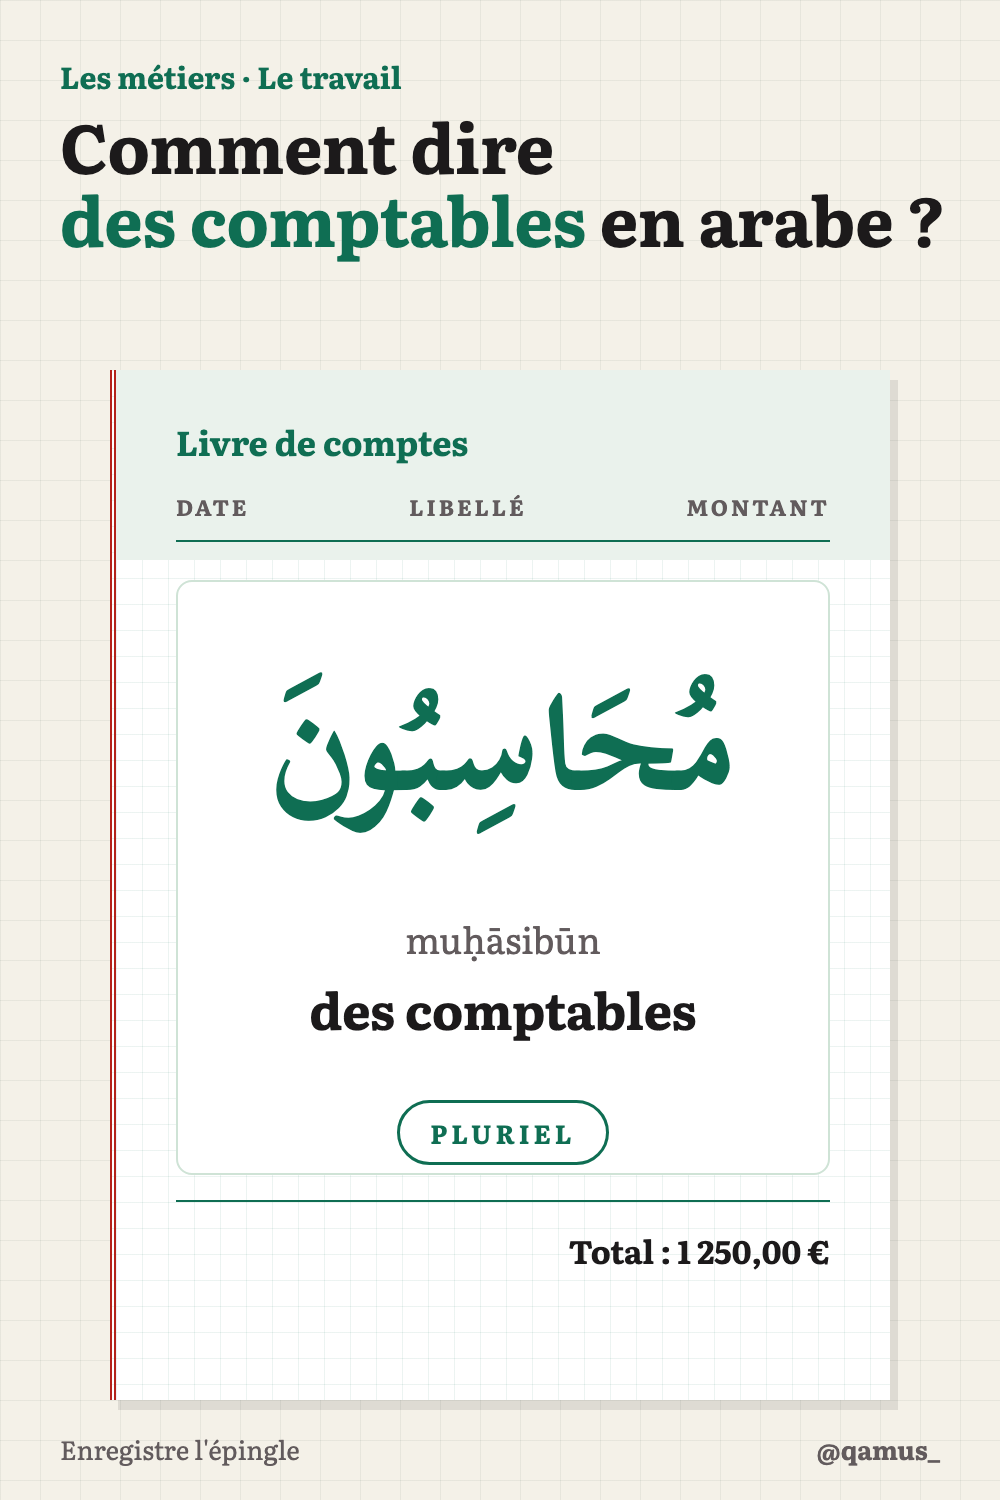 Les métiers · Le travail
Comment dire
des comptables en arabe ?
Livre de comptes
DATE LIBELLÉ MONTANT
مُحَاسِبُونَ
muḥāsibūn
des comptables
PLURIEL
Total : 1 250,00 €
Enregistre l'épingle @qamus_